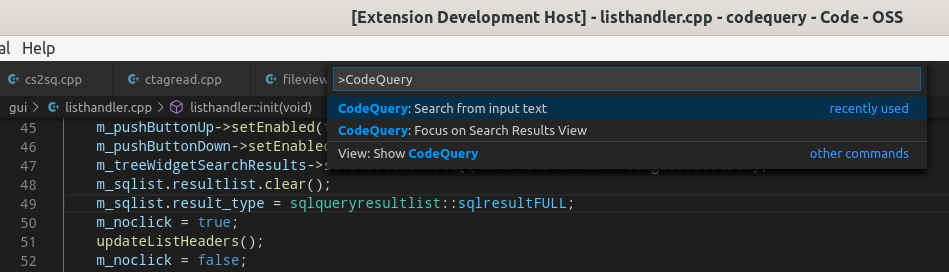 [Extension Development Host] - listhandler.cpp - codequery - Code - OSS
al Help
cs2sq.cpp ctagread.cpp fileview
>CodeQuery
gui > listhandler.cpp > listhandler::init(void)
CodeQuery: Search from input text recently used
CodeQuery: Focus on Search Results View
View: Show CodeQuery other commands
45 m_pushButtonUp->setEnabled(
46 m_pushButtonDown->setEnabled
47 m_treeWidgetSearchResults->
48 m_sqlist.resultlist.clear();
49 m_sqlist.result_type = sqlqueryresultlist::sqlresultFULL;
50 m_noclick = true;
51 updateListHeaders();
52 m_noclick = false;